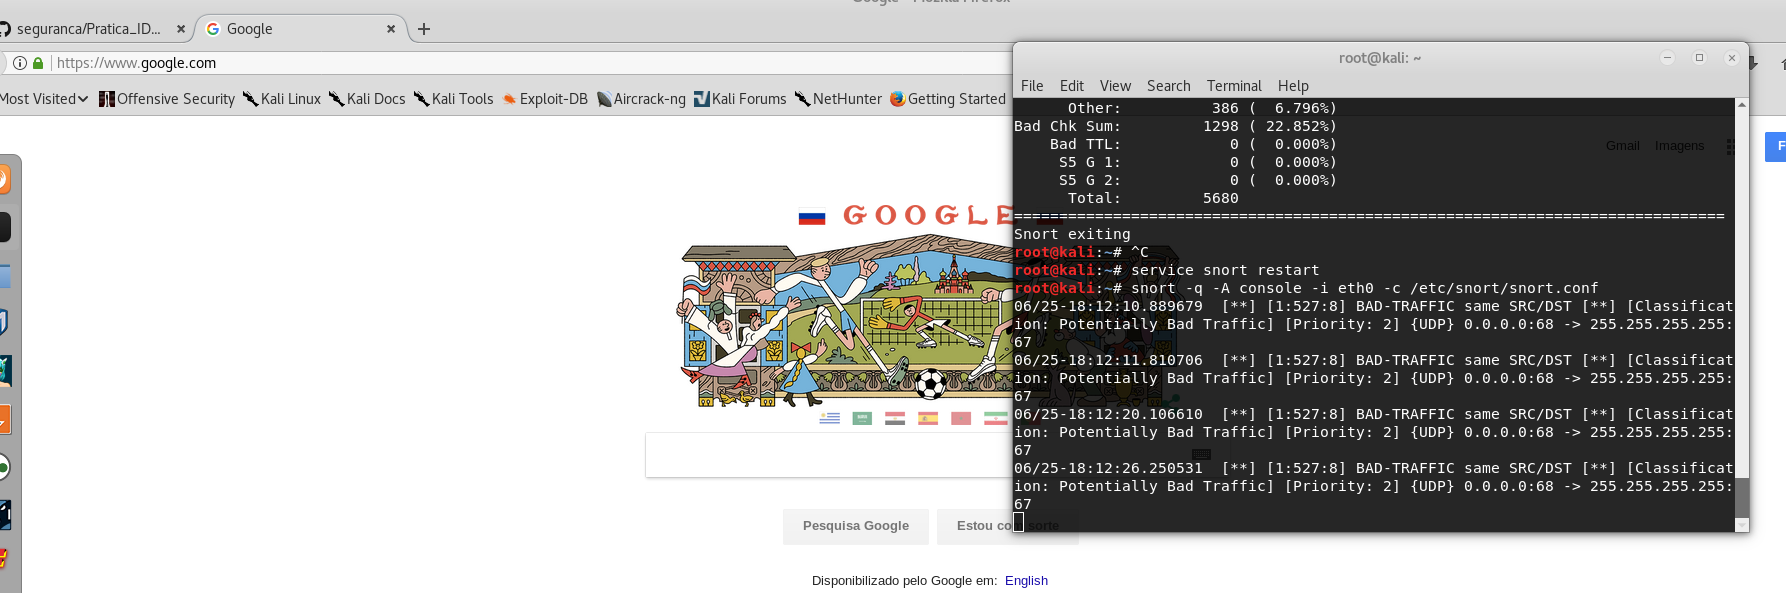 seguranca/Pratica_ID... × Google × +
https://www.google.com
Most Visited Offensive Security Kali Linux Kali Docs Kali Tools Exploit-DB Aircrack-ng Kali Forums NetHunter Getting Started
Gmail Imagens
GOOGLE
Pesquisa Google Estou com sorte
Disponibilizado pelo Google em: English
root@kali: ~
File Edit View Search Terminal Help
Other: 386 ( 6.796%)
Bad Chk Sum: 1298 ( 22.852%)
Bad TTL: 0 ( 0.000%)
S5 G 1: 0 ( 0.000%)
S5 G 2: 0 ( 0.000%)
Total: 5680
===============================================================================
Snort exiting
root@kali:~# ^C
root@kali:~# service snort restart
root@kali:~# snort -q -A console -i eth0 -c /etc/snort/snort.conf
06/25-18:12:10.889679 [**] [1:527:8] BAD-TRAFFIC same SRC/DST [**] [Classificat
ion: Potentially Bad Traffic] [Priority: 2] {UDP} 0.0.0.0:68 -> 255.255.255.255:
67
06/25-18:12:11.810706 [**] [1:527:8] BAD-TRAFFIC same SRC/DST [**] [Classificat
ion: Potentially Bad Traffic] [Priority: 2] {UDP} 0.0.0.0:68 -> 255.255.255.255:
67
06/25-18:12:20.106610 [**] [1:527:8] BAD-TRAFFIC same SRC/DST [**] [Classificat
ion: Potentially Bad Traffic] [Priority: 2] {UDP} 0.0.0.0:68 -> 255.255.255.255:
67
06/25-18:12:26.250531 [**] [1:527:8] BAD-TRAFFIC same SRC/DST [**] [Classificat
ion: Potentially Bad Traffic] [Priority: 2] {UDP} 0.0.0.0:68 -> 255.255.255.255:
67